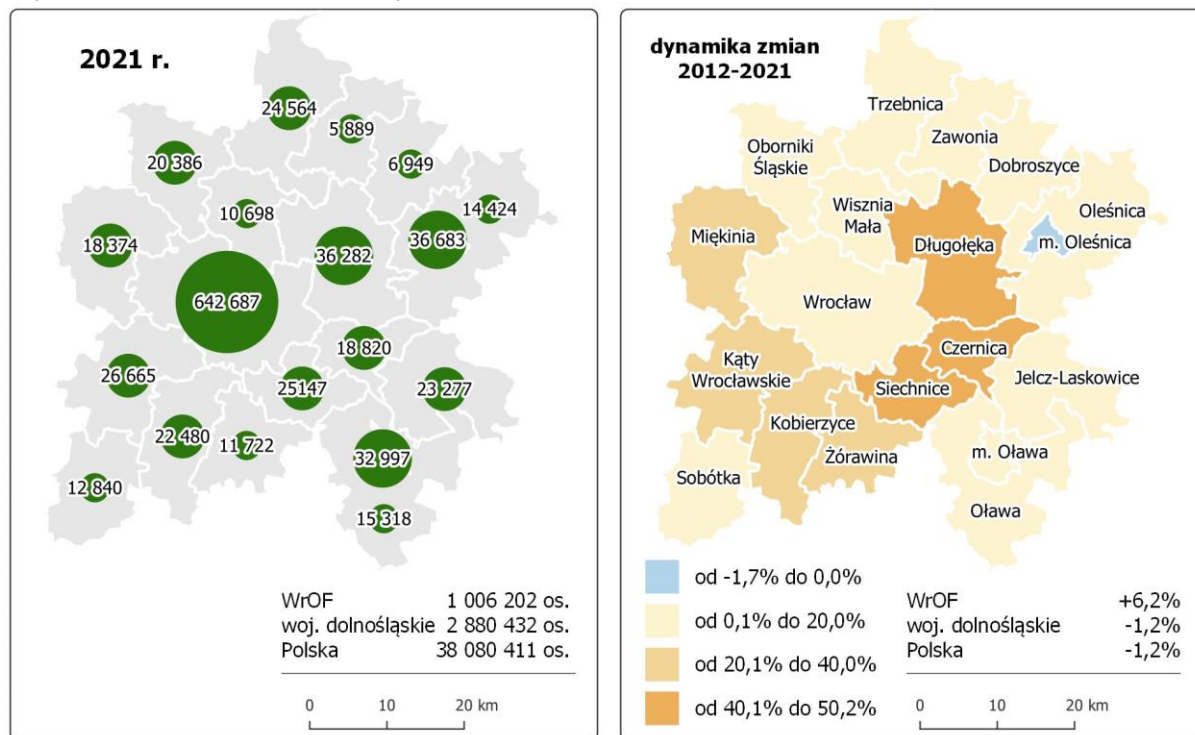 2021 r.
24 564
5 889
20 386
6 949
10 698
14 424
18 374
36 282
36 683
642 687
18 820
26 665
25147
23 277
22 480
11 722
32 997
12 840
15 318
WrOF 1 006 202 os.
woj. dolnośląskie 2 880 432 os.
Polska 38 080 411 os.
0 10 20 km
dynamika zmian
2012-2021
Trzebnica
Zawonia
Oborniki
Śląskie
Dobroszyce
Wisznia
Mała
Oleśnica
Miękinia
Długołęka
m. Oleśnica
Wrocław
Czernica
Kąty
Wrocławskie
Siechnice
Jelcz-Laskowice
Kobierzyce
Żórawina
m. Oława
Sobótka
Oława
od -1,7% do 0,0%
od 0,1% do 20,0%
od 20,1% do 40,0%
od 40,1% do 50,2%
WrOF +6,2%
woj. dolnośląskie -1,2%
Polska -1,2%
0 10 20 km